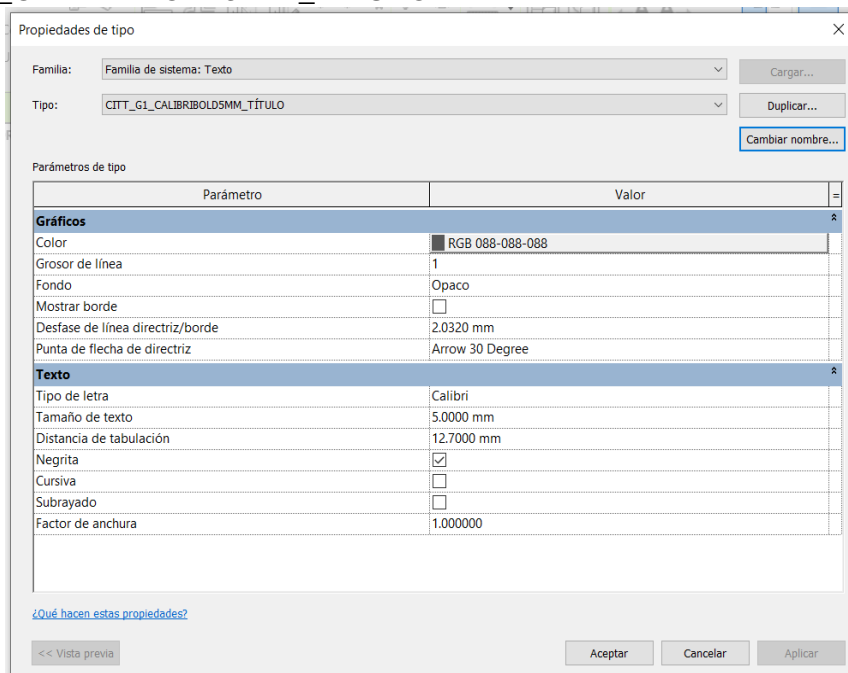 Propiedades de tipo
Familia: Familia de sistema: Texto Cargar...
Tipo: CITT_G1_CALIBRIBOLD5MM_TÍTULO Duplicar...
Cambiar nombre...
Parámetros de tipo
Parámetro Valor =
Gráficos
Color RGB 088-088-088
Grosor de línea 1
Fondo Opaco
Mostrar borde
Desfase de línea directriz/borde 2.0320 mm
Punta de flecha de directriz Arrow 30 Degree
Texto
Tipo de letra Calibri
Tamaño de texto 5.0000 mm
Distancia de tabulación 12.7000 mm
Negrita
Cursiva
Subrayado
Factor de anchura 1.000000
¿Qué hacen estas propiedades?
<< Vista previa Aceptar Cancelar Aplicar